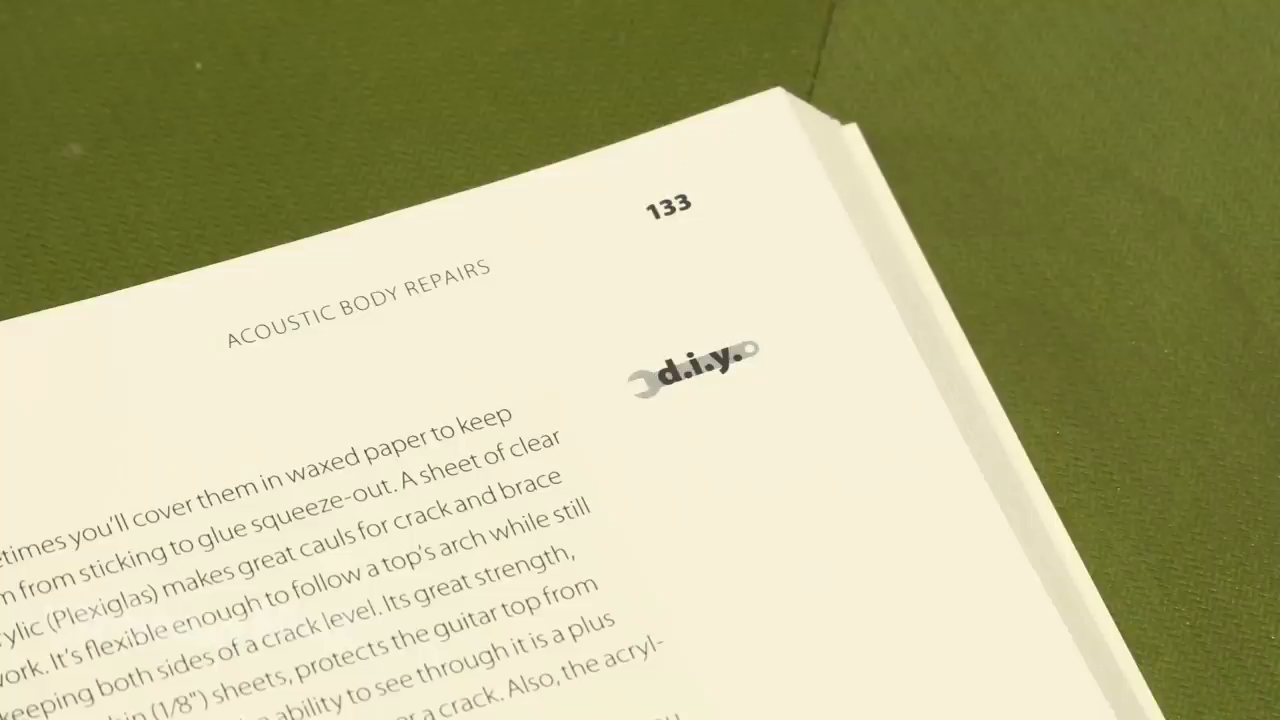 133
ACOUSTIC BODY REPAIRS
d.i.y.
you'll cover them in waxed paper to keep
from sticking to glue squeeze-out. A sheet of clear
(Plexiglas) makes great cauls for crack and brace
work. It's flexible enough to follow a top's arch while still
keeping both sides of a crack level. Its great strength,
(1/8") sheets, protects the guitar top from
ability to see through it is a plus
a crack. Also, the acryl-